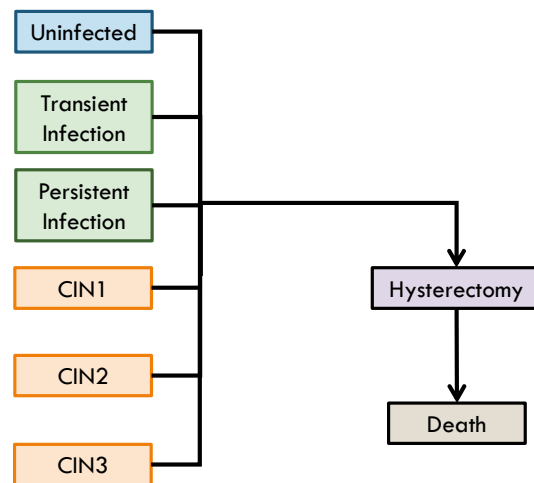 Uninfected
Transient
Infection
Persistent
Infection
CIN1
CIN2
CIN3
Hysterectomy
Death